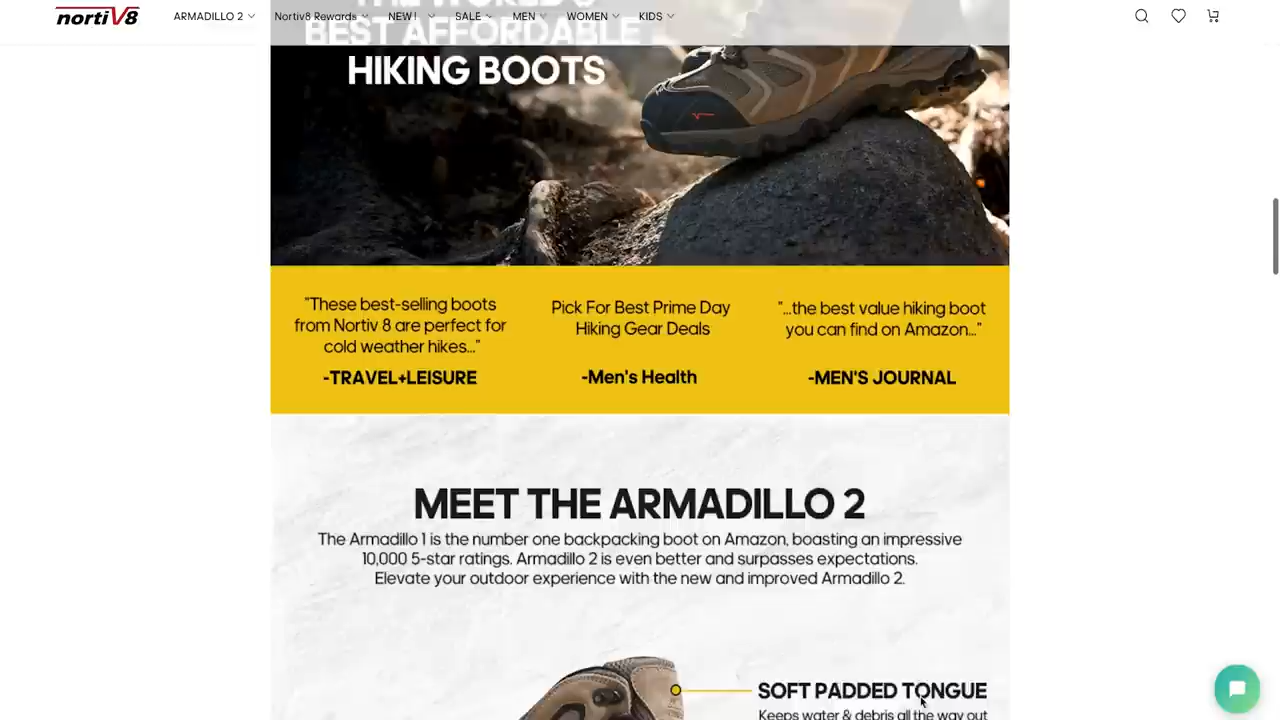 nortiv8
ARMADILLO 2
Nortiv8 Rewards
NEW!
SALE
MEN
WOMEN
KIDS
THE WORLD'S
BEST AFFORDABLE
HIKING BOOTS
"These best-selling boots
from Nortiv 8 are perfect for
cold weather hikes..."
-TRAVEL+LEISURE
Pick For Best Prime Day
Hiking Gear Deals
-Men's Health
"...the best value hiking boot
you can find on Amazon..."
-MEN'S JOURNAL
MEET THE ARMADILLO 2
The Armadillo 1 is the number one backpacking boot on Amazon, boasting an impressive
10,000 5-star ratings. Armadillo 2 is even better and surpasses expectations.
Elevate your outdoor experience with the new and improved Armadillo 2.
SOFT PADDED TONGUE
Keeps water & debris all the way out